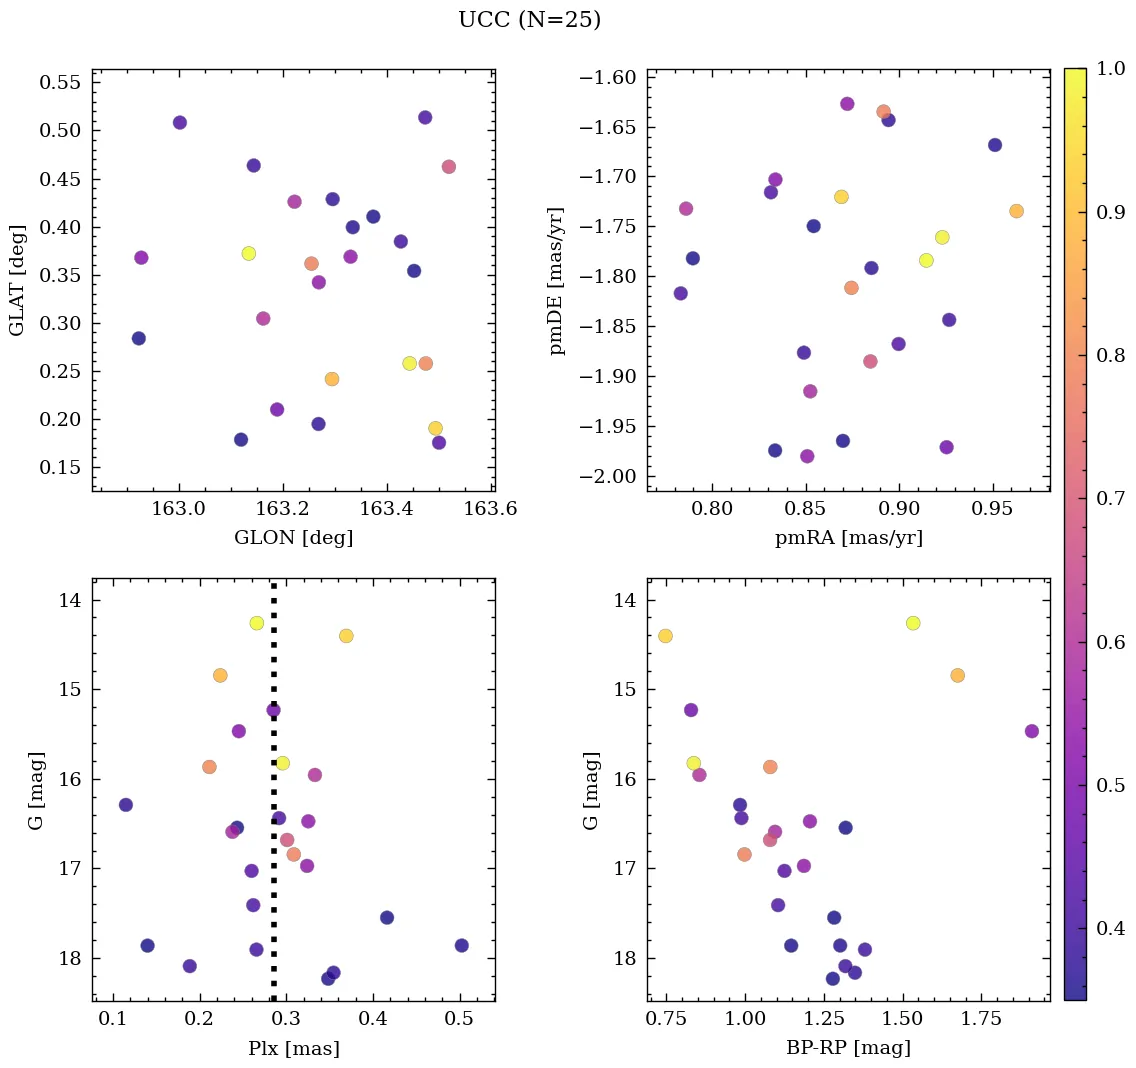 UCC (N=25)
0.55
0.50
0.45
0.40
0.35
0.30
0.25
0.20
0.15
GLAT [deg]
163.0 163.2 163.4 163.6
GLON [deg]
−1.60
−1.65
−1.70
−1.75
−1.80
−1.85
−1.90
−1.95
−2.00
pmDE [mas/yr]
0.80 0.85 0.90 0.95
pmRA [mas/yr]
14
15
16
17
18
G [mag]
0.1 0.2 0.3 0.4 0.5
Plx [mas]
14
15
16
17
18
G [mag]
0.75 1.00 1.25 1.50 1.75
BP-RP [mag]
1.0
0.9
0.8
0.7
0.6
0.5
0.4